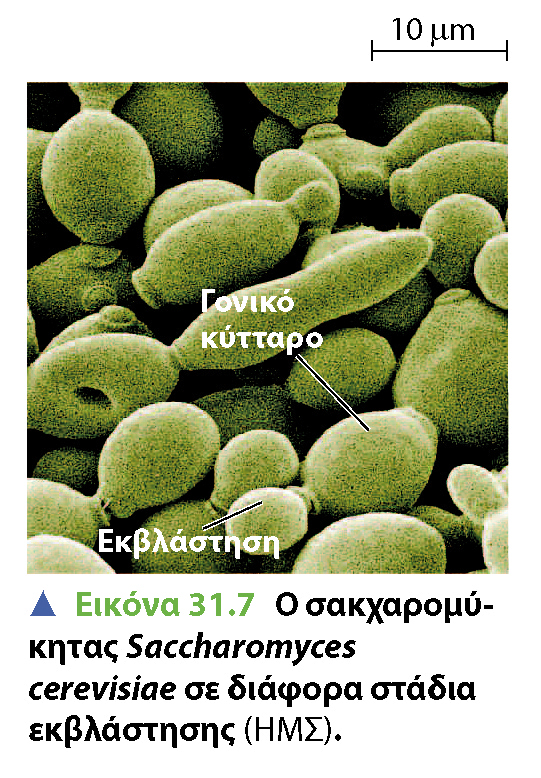 10 μm
Γονικό
κύτταρο
Εκβλάστηση
▲ Εικόνα 31.7 Ο σακχαρομύ-
κητας Saccharomyces
cerevisiae σε διάφορα στάδια
εκβλάστησης (ΗΜΣ).